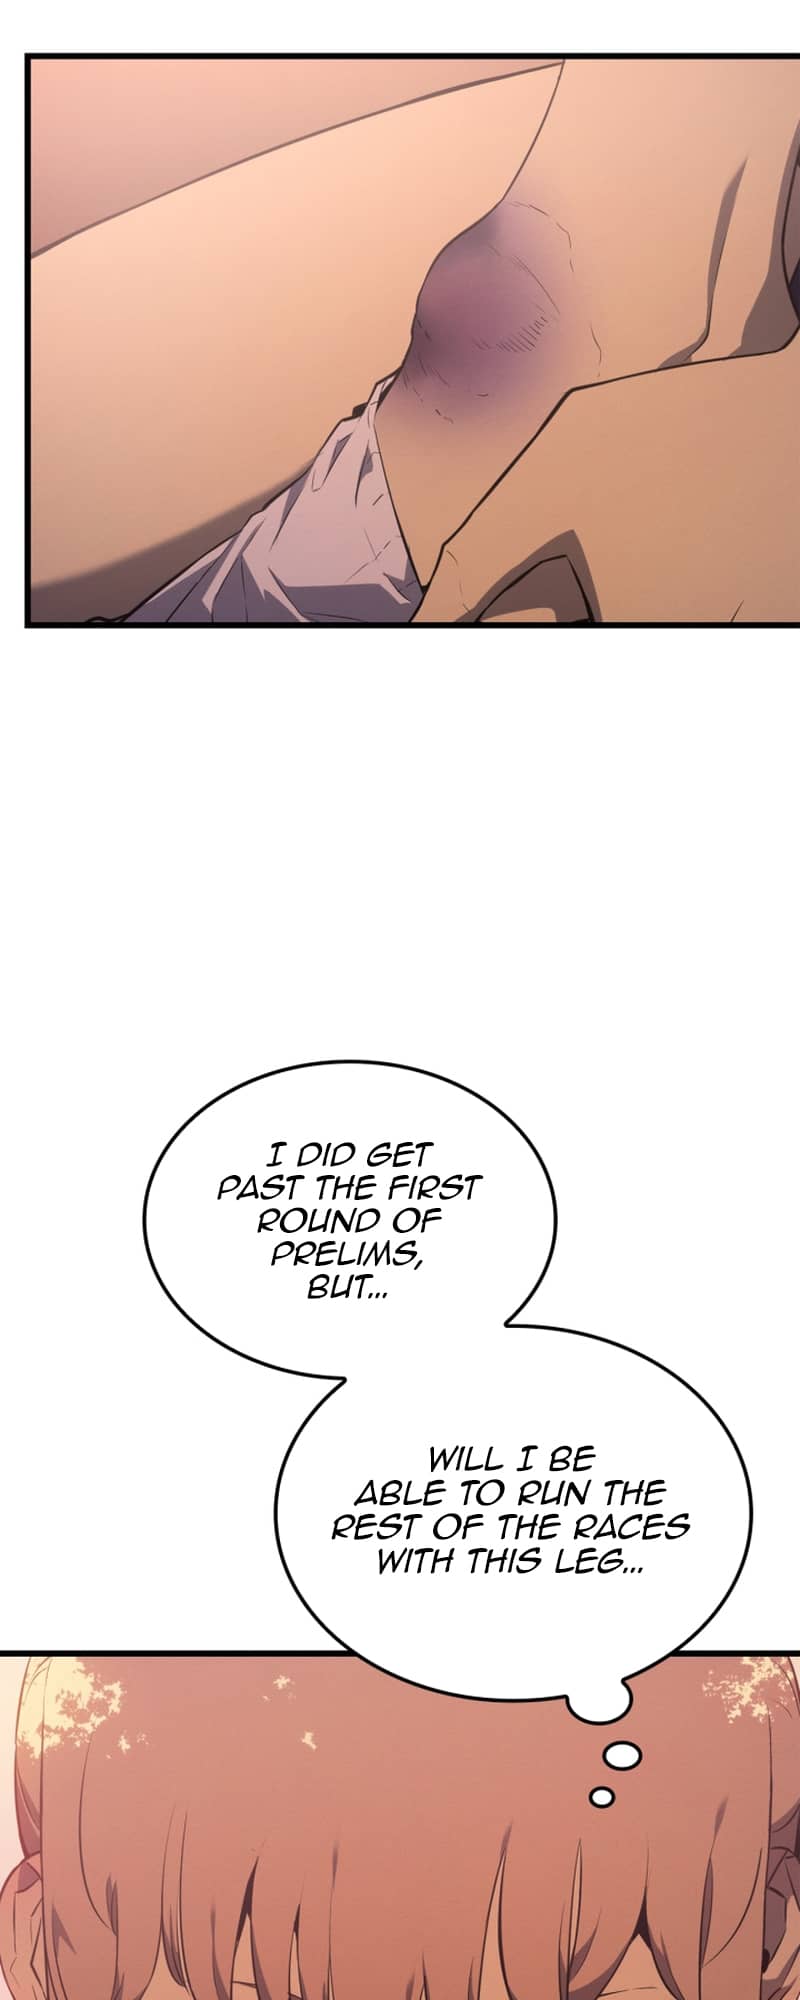 I DID GET
PAST THE FIRST
ROUND OF
PRELIMS,
BUT...
WILL I BE
ABLE TO RUN THE
REST OF THE RACES
WITH THIS LEG...